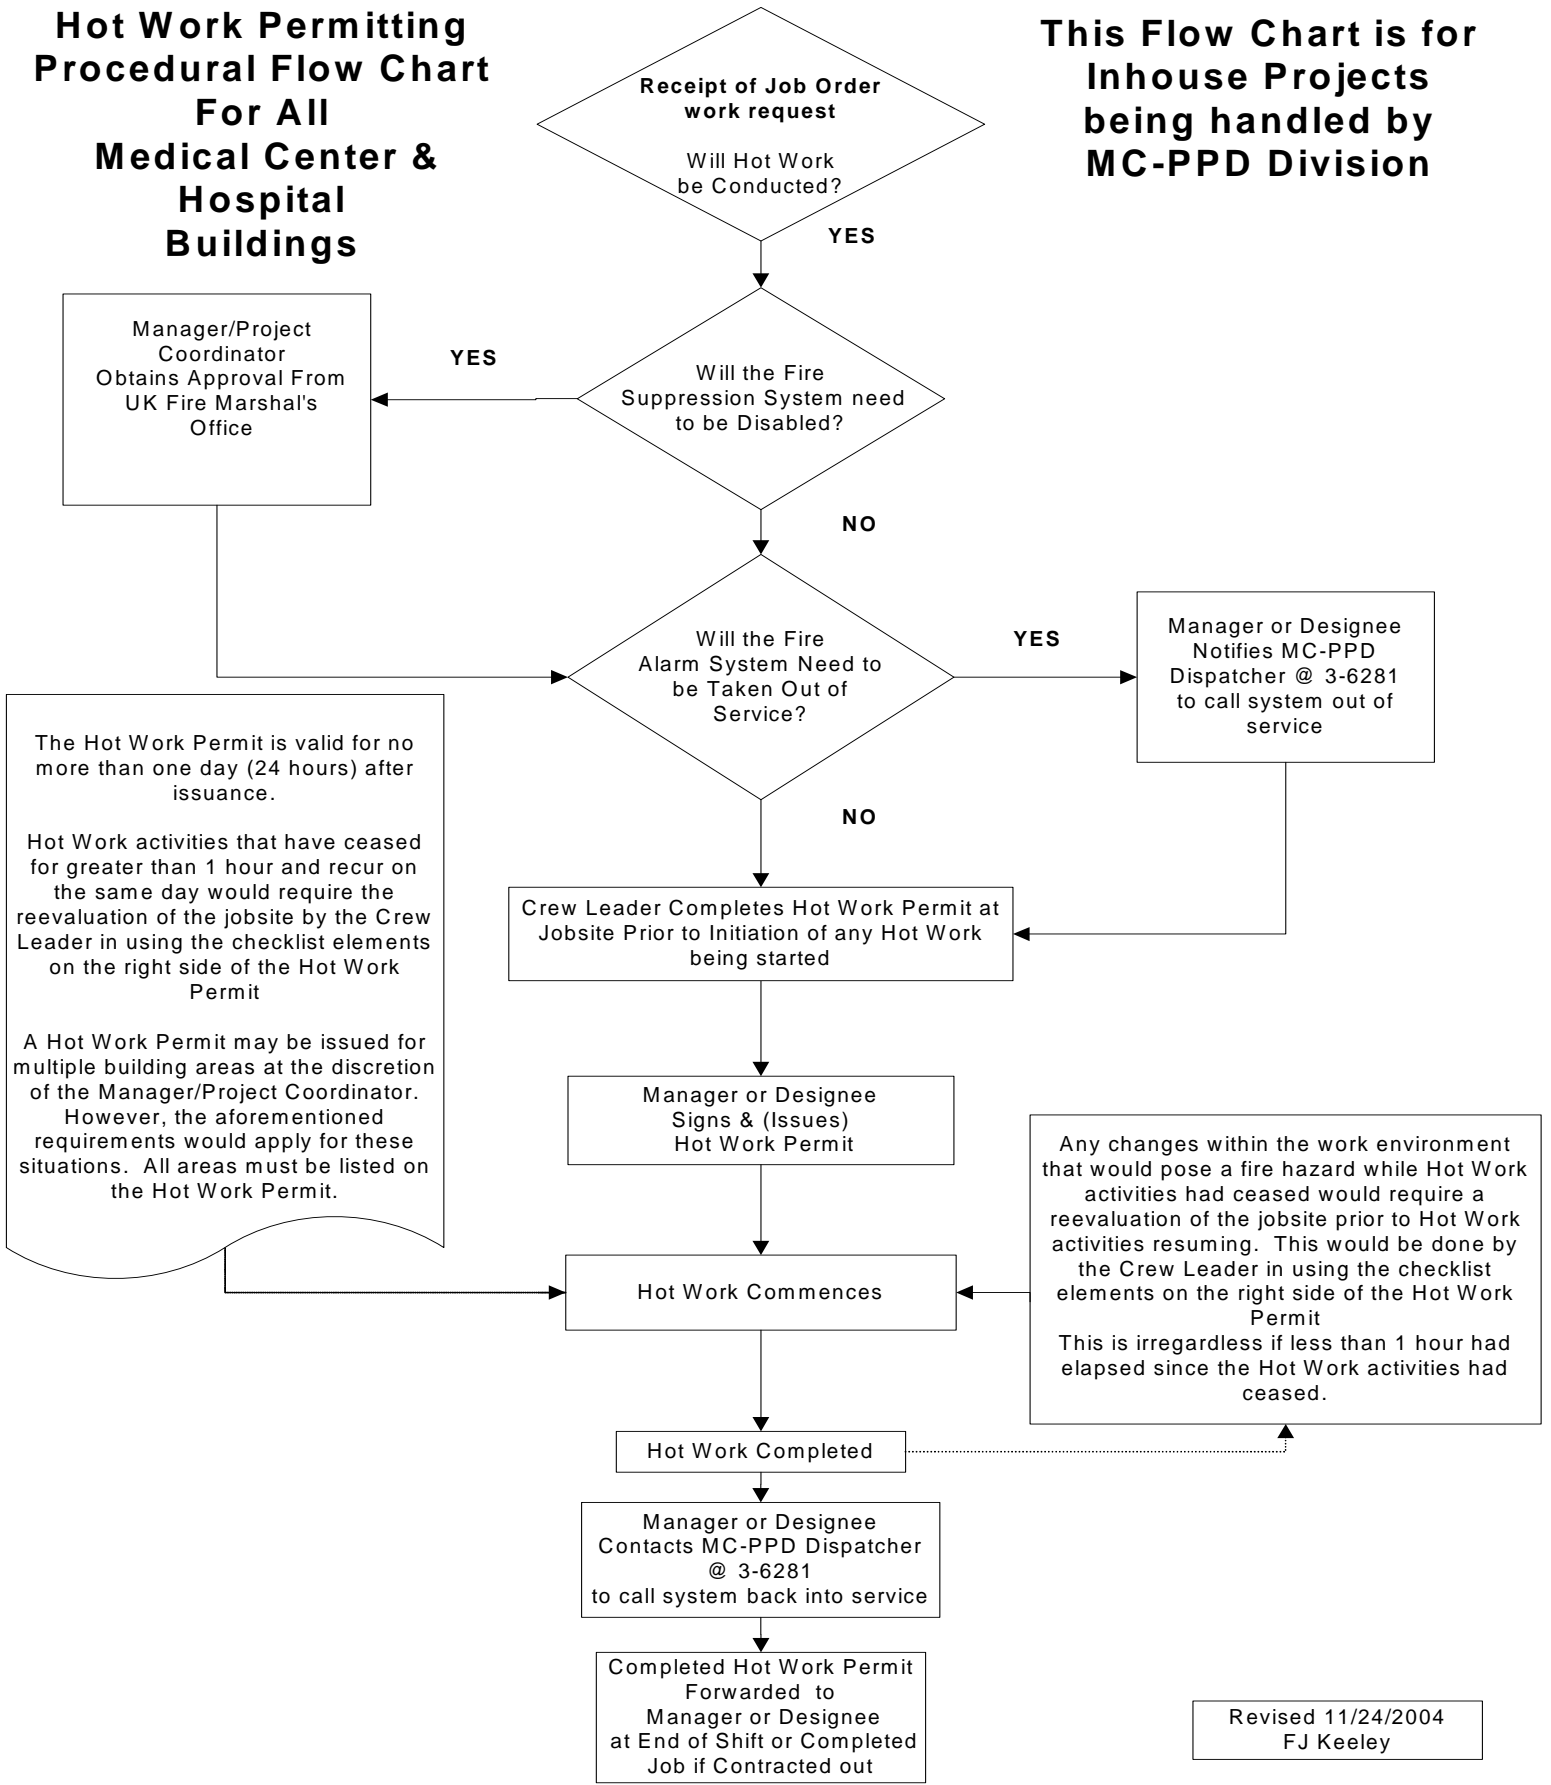 Hot Work Permitting
Procedural Flow Chart
For All
Medical Center &
Hospital
Buildings
This Flow Chart is for
Inhouse Projects
being handled by
MC-PPD Division
Receipt of Job Order
work request
Will Hot Work
be Conducted?
YES
Will the Fire
Suppression System need
to be Disabled?
YES
Manager/Project
Coordinator
Obtains Approval From
UK Fire Marshal's
Office
NO
Will the Fire
Alarm System Need to
be Taken Out of
Service?
YES
Manager or Designee
Notifies MC-PPD
Dispatcher @ 3-6281
to call system out of
service
NO
The Hot Work Permit is valid for no
more than one day (24 hours) after
issuance.
Hot Work activities that have ceased
for greater than 1 hour and recur on
the same day would require the
reevaluation of the jobsite by the Crew
Leader in using the checklist elements
on the right side of the Hot Work
Permit
A Hot Work Permit may be issued for
multiple building areas at the discretion
of the Manager/Project Coordinator.
However, the aforementioned
requirements would apply for these
situations.  All areas must be listed on
the Hot Work Permit.
Crew Leader Completes Hot Work Permit at
Jobsite Prior to Initiation of any Hot Work
being started
Manager or Designee
Signs & (Issues)
Hot Work Permit
Hot Work Commences
Any changes within the work environment
that would pose a fire hazard while Hot Work
activities had ceased would require a
reevaluation of the jobsite prior to Hot Work
activities resuming.  This would be done by
the Crew Leader in using the checklist
elements on the right side of the Hot Work
Permit
This is irregardless if less than 1 hour had
elapsed since the Hot Work activities had
ceased.
Hot Work Completed
Manager or Designee
Contacts MC-PPD Dispatcher
@ 3-6281
to call system back into service
Completed Hot Work Permit
Forwarded  to
Manager or Designee
at End of Shift or Completed
Job if Contracted out
Revised 11/24/2004
FJ Keeley